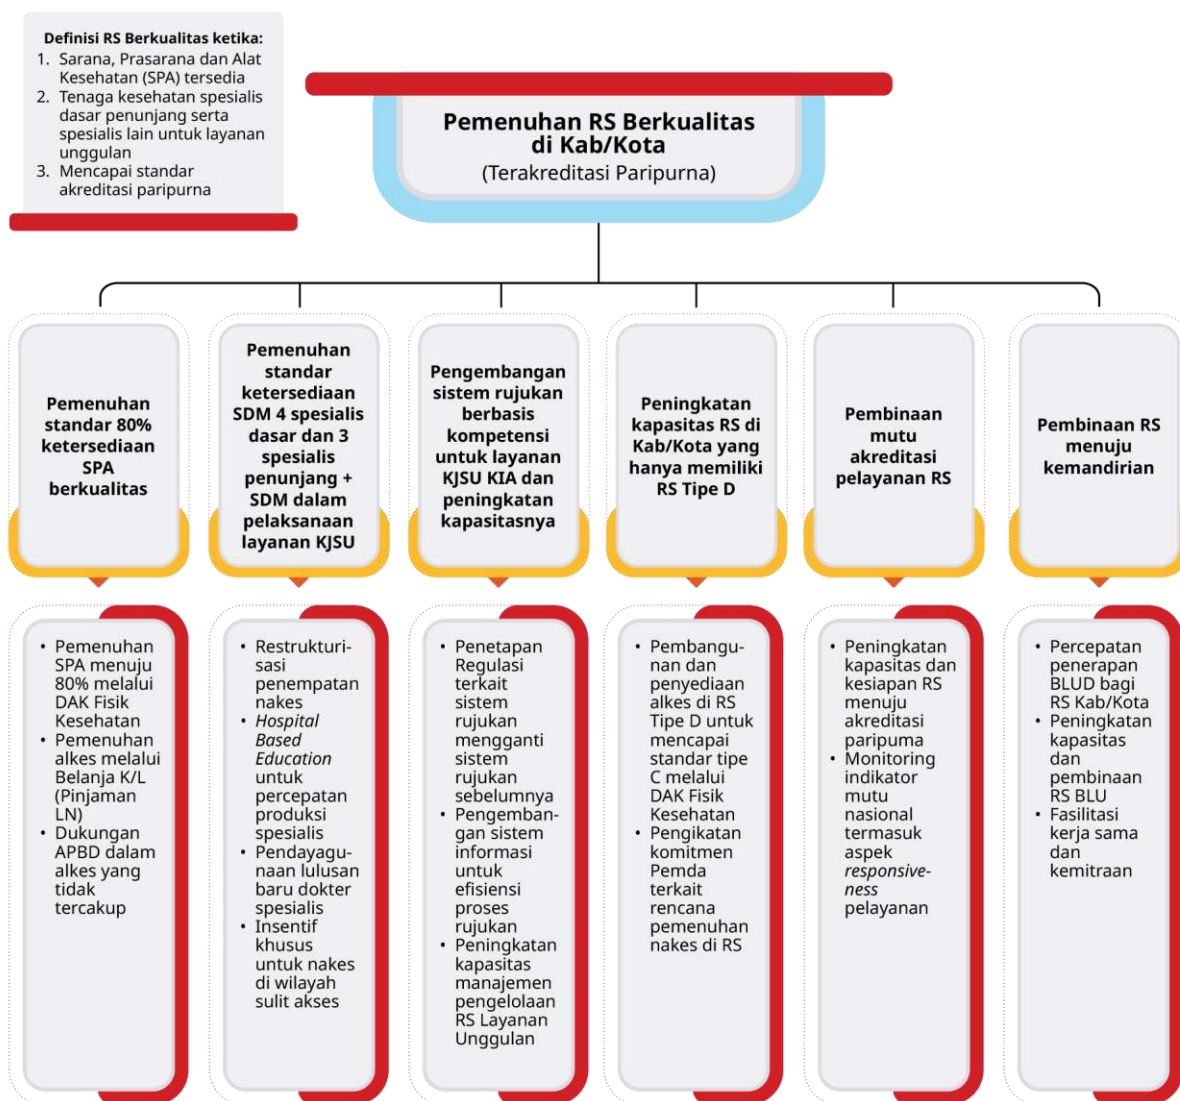 Definisi RS Berkualitas ketika:
1. Sarana, Prasarana dan Alat
Kesehatan (SPA) tersedia
2. Tenaga kesehatan spesialis
dasar penunjang serta
spesialis lain untuk layanan
unggulan
3. Mencapai standar
akreditasi paripurna
Pemenuhan RS Berkualitas
di Kab/Kota
(Terakreditasi Paripurna)
Pemenuhan
standar 80%
ketersediaan
SPA
berkualitas
Pemenuhan
standar
ketersediaan
SDM 4 spesialis
dasar dan 3
spesialis
penunjang +
SDM dalam
pelaksanaan
layanan KJSU
Pengembangan
sistem rujukan
berbasis
kompetensi
untuk layanan
KJSU KIA dan
peningkatan
kapasitasnya
Peningkatan
kapasitas RS di
Kab/Kota yang
hanya memiliki
RS Tipe D
Pembinaan
mutu
akreditasi
pelayanan RS
Pembinaan RS
menuju
kemandirian
• Pemenuhan
SPA menuju
80% melalui
DAK Fisik
Kesehatan
• Pemenuhan
alkes melalui
Belanja K/L
(Pinjaman
LN)
• Dukungan
APBD dalam
alkes yang
tidak
tercakup
• Restrukturi-
sasi
penempatan
nakes
• Hospital
Based
Education
untuk
percepatan
produksi
spesialis
• Pendayagu-
naan lulusan
baru dokter
spesialis
• Insentif
khusus
untuk nakes
di wilayah
sulit akses
• Penetapan
Regulasi
terkait
sistem
rujukan
mengganti
sistem
rujukan
sebelumnya
• Pengemban-
gan sistem
informasi
untuk
efisiensi
proses
rujukan
• Peningkatan
kapasitas
manajemen
pengelolaan
RS Layanan
Unggulan
• Pembangu-
nan dan
penyediaan
alkes di RS
Tipe D untuk
mencapai
standar tipe
C melalui
DAK Fisik
Kesehatan
• Pengikatan
komitmen
Pemda
terkait
rencana
pemenuhan
nakes di RS
• Peningkatan
kapasitas dan
kesiapan RS
menuju
akreditasi
paripuma
• Monitoring
indikator
mutu
nasional
termasuk
aspek
responsive-
ness
pelayanan
• Percepatan
penerapan
BLUD bagi
RS Kab/Kota
• Peningkatan
kapasitas
dan
pembinaan
RS BLU
• Fasilitasi
kerja sama
dan
kemitraan